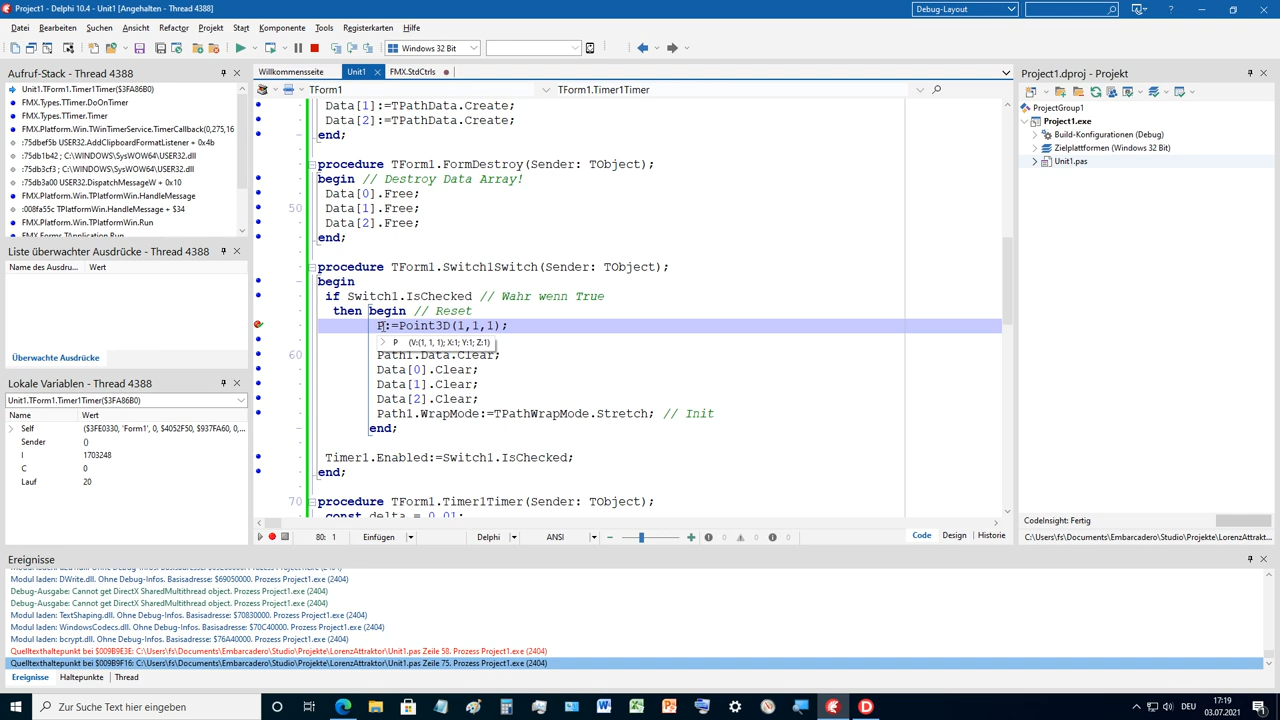 Project1 - Delphi 10.4 - Unit1 [Angehalten - Thread 4388]
Debug-Layout
Datei Bearbeiten Suchen Ansicht Refactor Projekt Start Komponente Tools Registerkarten Hilfe
Windows 32 Bit
Aufruf-Stack - Thread 4388
Unit1.TForm1.Timer1Timer($3FA86B0)
FMX.Types.TTimer.DoOnTimer
FMX.Types.TTimer.Timer
FMX.Platform.Win.TWinTimerService.TimerCallback(0,275,16
:75dbef5b USER32.AddClipboardFormatListener + 0x4b
:75db1b42 ; C:\WINDOWS\SysWOW64\USER32.dll
:75db3cf3 ; C:\WINDOWS\SysWOW64\USER32.dll
:75db3a00 USER32.DispatchMessageW + 0x10
FMX.Platform.Win.TPlatformWin.HandleMessage
:008fa55c TPlatformWin.HandleMessage + $34
FMX.Platform.Win.TPlatformWin.Run
FMX.Forms.TApplication.Run
Liste überwachter Ausdrücke
Name des Ausdru... Wert
Überwachte Ausdrücke
Lokale Variablen - Thread 4388
Unit1.TForm1.Timer1Timer($3FA86B0)
Name Wert
Self ($3FE0330, 'Form1', 0, $4052F50, $937FA60, 0,...
Sender ()
I 1703248
C 0
Lauf 20
Willkommensseite Unit1 FMX.StdCtrls
TForm1 TForm1.Timer1Timer
Data[1]:=TPathData.Create;
Data[2]:=TPathData.Create;
end;
procedure TForm1.FormDestroy(Sender: TObject);
begin // Destroy Data Array!
Data[0].Free;
50 Data[1].Free;
Data[2].Free;
end;
procedure TForm1.Switch1Switch(Sender: TObject);
begin
if Switch1.IsChecked // Wahr wenn True
then begin // Reset
P:=Point3D(1,1,1);
P (V:(1, 1, 1); X:1; Y:1; Z:1)
60 Path1.Data.Clear;
Data[0].Clear;
Data[1].Clear;
Data[2].Clear;
Path1.WrapMode:=TPathWrapMode.Stretch; // Init
end;
Timer1.Enabled:=Switch1.IsChecked;
end;
70 procedure TForm1.Timer1Timer(Sender: TObject);
const delta = 0.01;
80: 1 Einfügen Delphi ANSI 0 0 0 Code Design Historie
Project1.dproj - Projekt
ProjectGroup1
Project1.exe
Build-Konfigurationen (Debug)
Zielplattformen (Windows 32 Bit)
Unit1.pas
CodeInsight: Fertig
C:\Users\fs\Documents\Embarcadero\Studio\Projekte\LorenzAttrakt...
Ereignisse
Modul laden: DWrite.dll. Ohne Debug-Infos. Basisadresse: $69050000. Prozess Project1.exe (2404)
Debug-Ausgabe: Cannot get DirectX SharedMultithread object. Prozess Project1.exe (2404)
Debug-Ausgabe: Cannot get DirectX SharedMultithread object. Prozess Project1.exe (2404)
Modul laden: TextShaping.dll. Ohne Debug-Infos. Basisadresse: $70830000. Prozess Project1.exe (2404)
Modul laden: WindowsCodecs.dll. Ohne Debug-Infos. Basisadresse: $70C40000. Prozess Project1.exe (2404)
Modul laden: bcrypt.dll. Ohne Debug-Infos. Basisadresse: $76A40000. Prozess Project1.exe (2404)
Quelltexthaltepunkt bei $009B9E3E: C:\Users\fs\Documents\Embarcadero\Studio\Projekte\LorenzAttraktor\Unit1.pas Zeile 58. Prozess Project1.exe (2404)
Quelltexthaltepunkt bei $009B9F16: C:\Users\fs\Documents\Embarcadero\Studio\Projekte\LorenzAttraktor\Unit1.pas Zeile 75. Prozess Project1.exe (2404)
Ereignisse Haltepunkte Thread
Zur Suche Text hier eingeben
17:19
03.07.2021